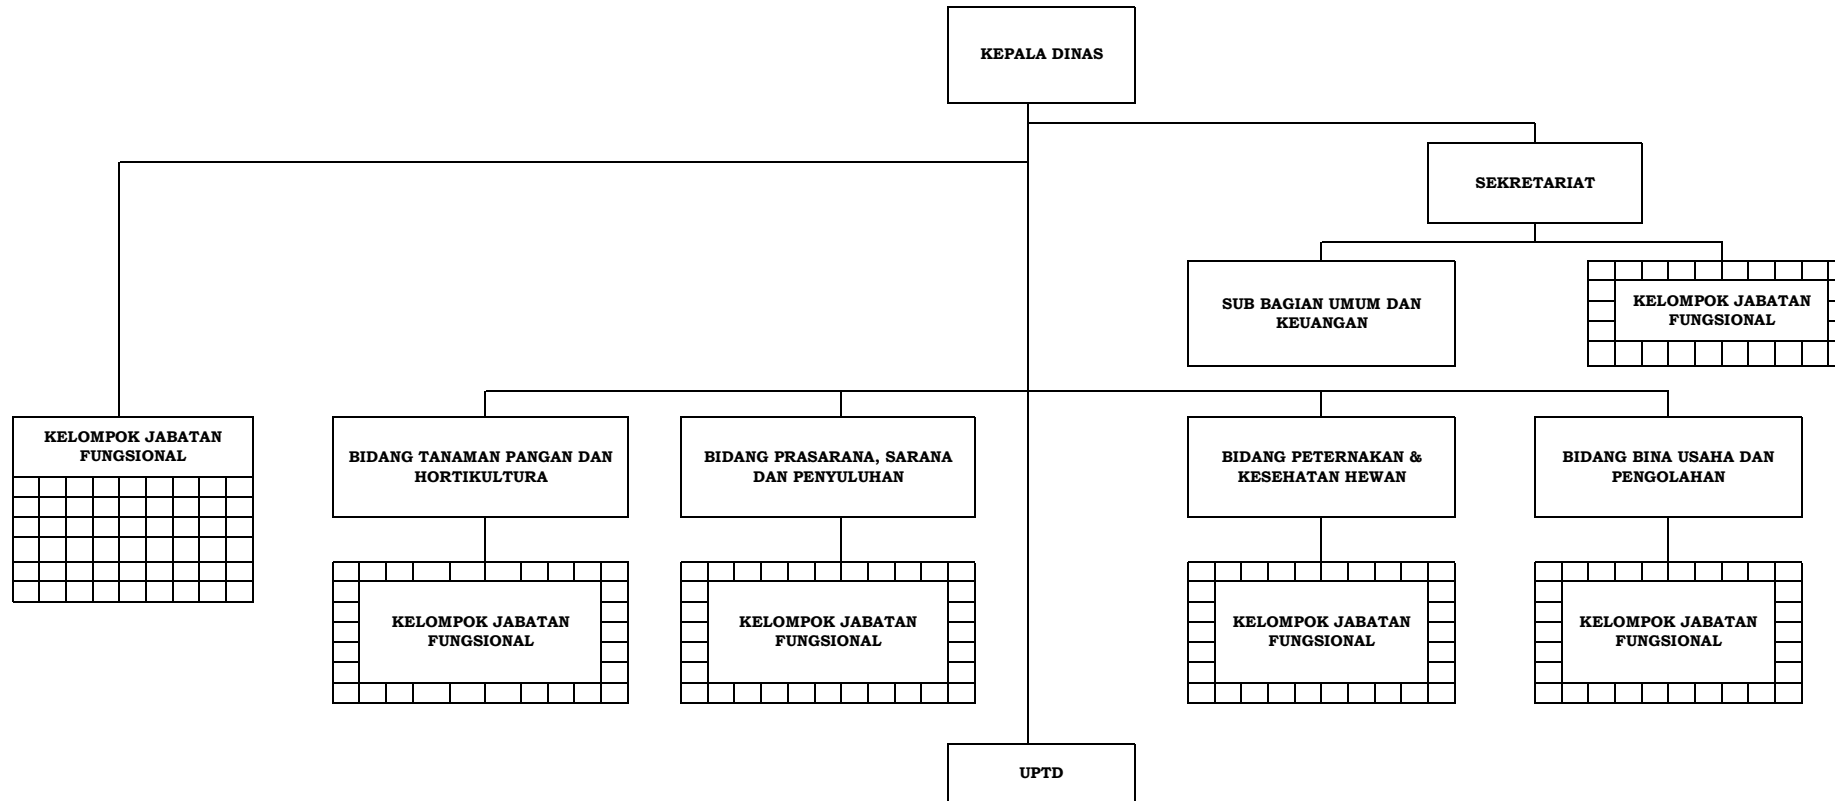 KEPALA DINAS
SEKRETARIAT
SUB BAGIAN UMUM DAN
KEUANGAN
KELOMPOK JABATAN
FUNGSIONAL
KELOMPOK JABATAN
FUNGSIONAL
BIDANG TANAMAN PANGAN DAN
HORTIKULTURA
BIDANG PRASARANA, SARANA
DAN PENYULUHAN
BIDANG PETERNAKAN &
KESEHATAN HEWAN
BIDANG BINA USAHA DAN
PENGOLAHAN
KELOMPOK JABATAN
FUNGSIONAL
KELOMPOK JABATAN
FUNGSIONAL
KELOMPOK JABATAN
FUNGSIONAL
KELOMPOK JABATAN
FUNGSIONAL
UPTD